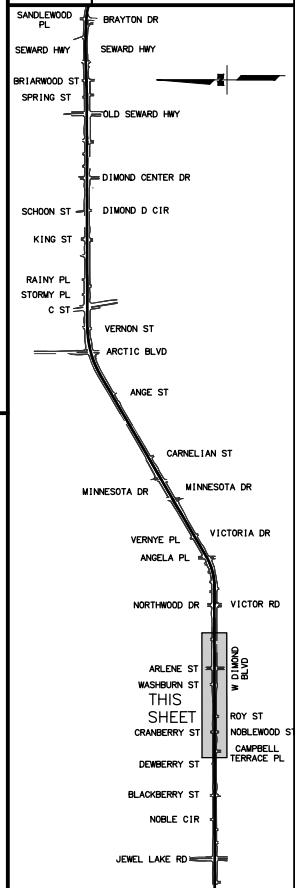 SANDLEWOOD
PL
BRAYTON DR
SEWARD HWY
SEWARD HWY
BRIARWOOD ST
SPRING ST
OLD SEWARD HWY
N
DIMOND CENTER DR
SCHOON ST
DIMOND D CIR
KING ST
RAINY PL
STORMY PL
C ST
VERNON ST
ARCTIC BLVD
ANGE ST
CARNELIAN ST
MINNESOTA DR
MINNESOTA DR
VICTORIA DR
VERNYE PL
ANGELA PL
NORTHWOOD DR
VICTOR RD
W DIMOND
BLVD
ARLENE ST
WASHBURN ST
THIS
SHEET
ROY ST
CRANBERRY ST
NOBLEWOOD ST
CAMPBELL
TERRACE PL
DEWBERRY ST
BLACKBERRY ST
NOBLE CIR
JEWEL LAKE RD